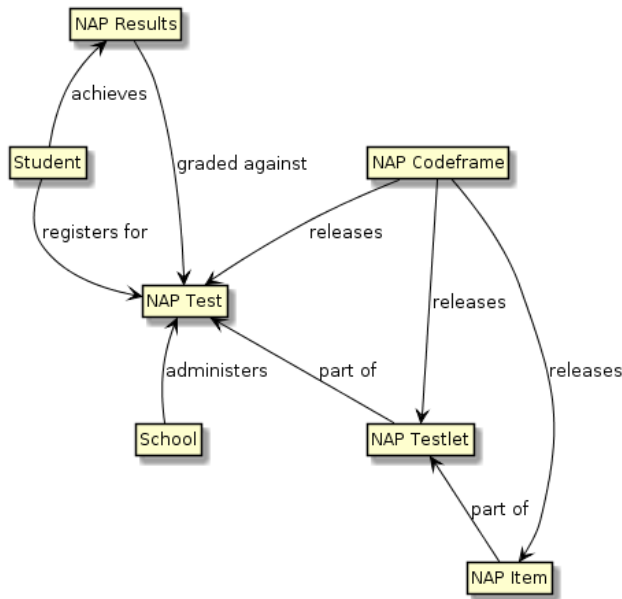 NAP Results
achieves
Student
NAP Codeframe
graded against
registers for
releases
NAP Test
releases
administers
part of
releases
School
NAP Testlet
part of
NAP Item